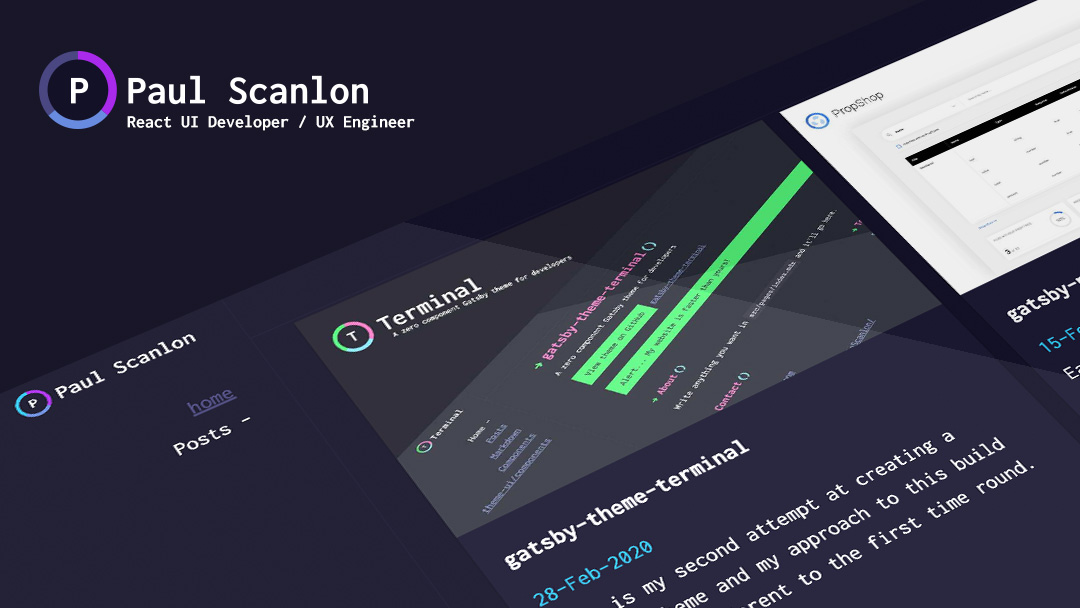 P
Paul Scanlon
React UI Developer / UX Engineer
P
Paul Scanlon
home
Posts -
T
Terminal
A zero component Gatsby theme for developers
T
Terminal
Home -
Posts
Markdown
Components
theme-ui/components
→ gatsby-theme-terminal()
A zero component Gatsby theme for developers
View theme on GitHub
gatsby-theme-terminal
Alert... My website is faster than yours!
→ About()
Write anything you want in src/pages/index.mdx and it'll go here.
Contact()
gatsby-theme-terminal
28-Feb-2020
is my second attempt at creating a
and my approach to this build
to the first time round.
PropShop
3
gatsby-